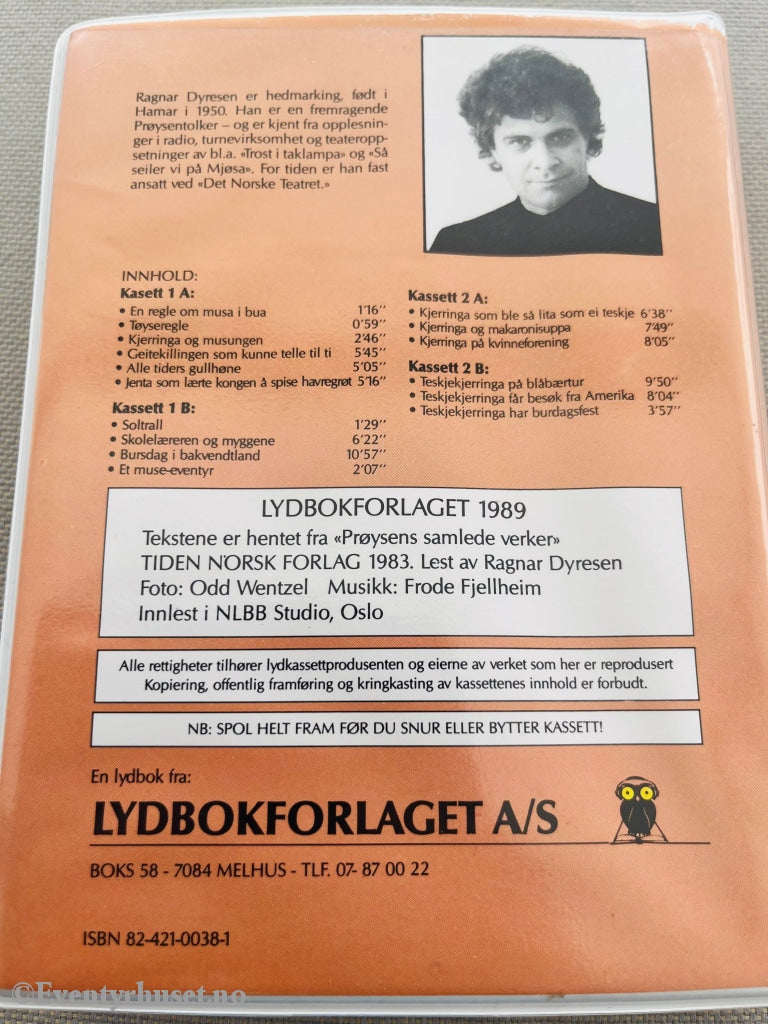 Ragnar Dyresen er hedmarking, født i
Hamar i 1950. Han er en fremragende
Prøysentolker – og er kjent fra opplesnin-
ger i radio, turnevirksomhet og teateropp-
setninger av bl.a. «Trost i taklampa» og «Så
seiler vi på Mjøsa». For tiden er han fast
ansatt ved «Det Norske Teatret.»
INNHOLD:
Kasett 1 A:
• En regle om musa i bua 1'16''
• Tøyseregle 0'59''
• Kjerringa og musungen 2'46''
• Geitekillingen som kunne telle til ti 5'45''
• Alle tiders gullhøne 5'05''
• Jenta som lærte kongen å spise havregrøt 5'16''
Kassett 1 B:
• Soltrall 1'29''
• Skolelæreren og myggene 6'22''
• Bursdag i bakvendtland 10'57''
• Et muse-eventyr 2'07''
Kassett 2 A:
• Kjerringa som ble så lita som ei teskje 6'38''
• Kjerringa og makaronisuppa 7'49''
• Kjerringa på kvinneforening 8'05''
Kassett 2 B:
• Teskjekjerringa på blåbærtur 9'50''
• Teskjekjerringa får besøk fra Amerika 8'04''
• Teskjekjerringa har burdagsfest 3'57''
LYDBOKFORLAGET 1989
Tekstene er hentet fra «Prøysens samlede verker»
TIDEN NORSK FORLAG 1983. Lest av Ragnar Dyresen
Foto: Odd Wentzel Musikk: Frode Fjellheim
Innlest i NLBB Studio, Oslo
Alle rettigheter tilhører lydkassettprodusenten og eierne av verket som her er reprodusert
Kopiering, offentlig framføring og kringkasting av kassettenes innhold er forbudt.
NB: SPOL HELT FRAM FØR DU SNUR ELLER BYTTER KASSETT!
En lydbok fra:
LYDBOKFORLAGET A/S
BOKS 58 - 7084 MELHUS - TLF. 07- 87 00 22
ISBN 82-421-0038-1
©Eventyrhuset.no